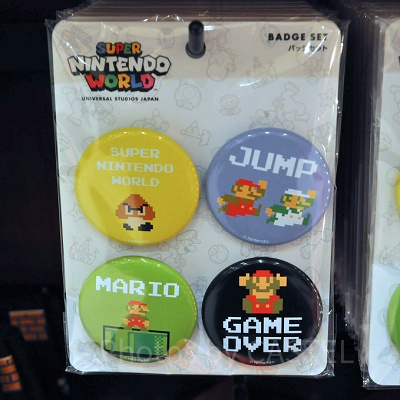 SUPER
NINTENDO
WORLD
UNIVERSAL STUDIOS JAPAN
BADGE SET
バッジセット
SUPER
NINTENDO
WORLD
JUMP
©Nintendo
MARIO
GAME
OVER